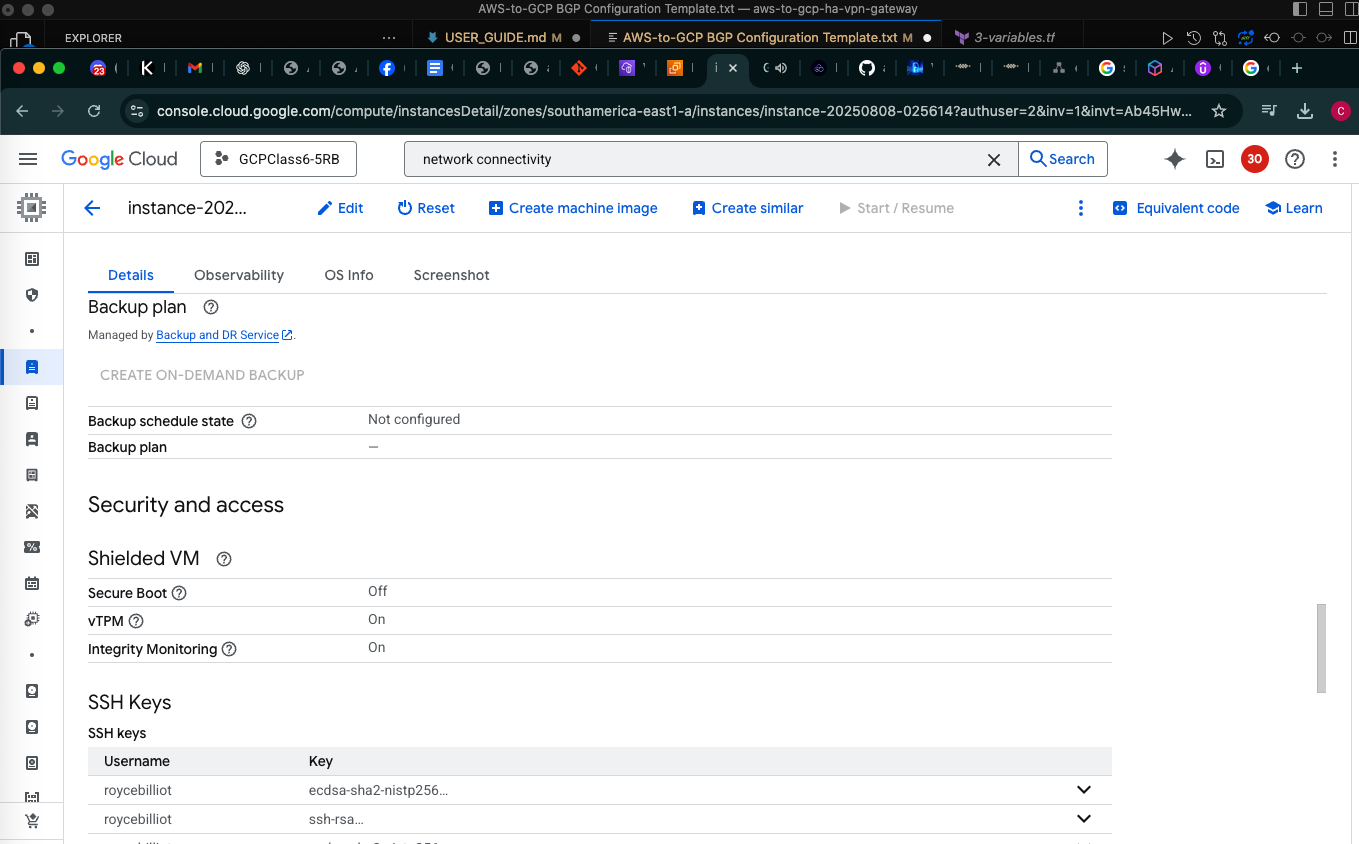 AWS-to-GCP BGP Configuration Template.txt — aws-to-gcp-ha-vpn-gateway
EXPLORER
USER_GUIDE.md M
AWS-to-GCP BGP Configuration Template.txt M
3-variables.tf
23
console.cloud.google.com/compute/instancesDetail/zones/southamerica-east1-a/instances/instance-20250808-025614?authuser=2&inv=1&invt=Ab45Hw...
C
Google Cloud
GCPClass6-5RB
network connectivity
Search
30
instance-202...
Edit
Reset
Create machine image
Create similar
Start / Resume
Equivalent code
Learn
Details
Observability
OS Info
Screenshot
Backup plan
Managed by Backup and DR Service.
CREATE ON-DEMAND BACKUP
Backup schedule state Not configured
Backup plan —
Security and access
Shielded VM
Secure Boot Off
vTPM On
Integrity Monitoring On
SSH Keys
SSH keys
Username Key
roycebilliot ecdsa-sha2-nistp256...
roycebilliot ssh-rsa...